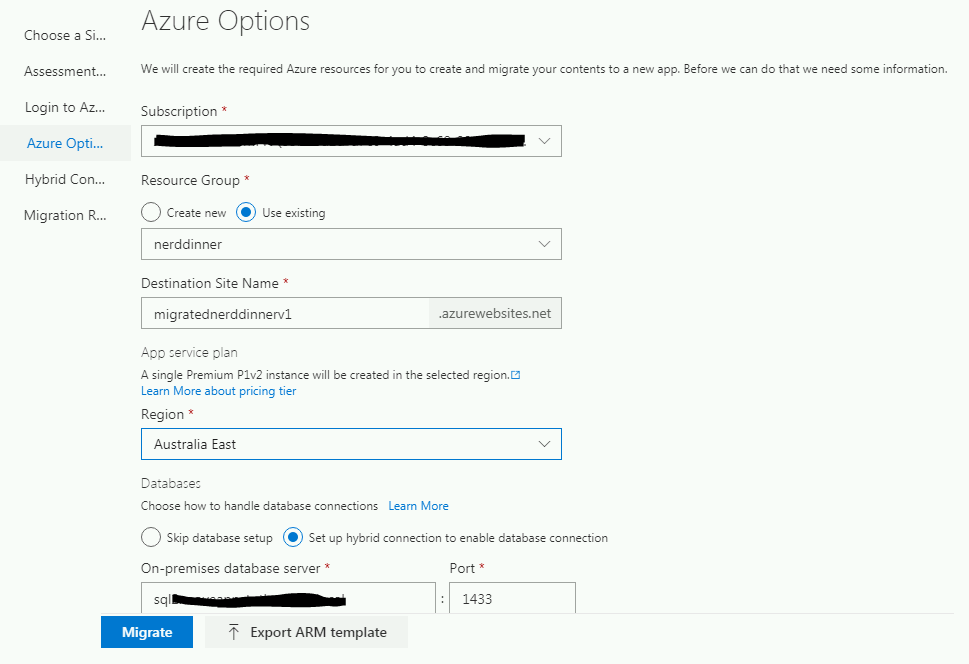 Azure Options
Choose a Si...
Assessment...
Login to Az...
Azure Opti...
Hybrid Con...
Migration R...
We will create the required Azure resources for you to create and migrate your contents to a new app. Before we can do that we need some information.
Subscription *
Resource Group *
Create new Use existing
nerddinner
Destination Site Name *
migratednerddinnerv1 .azurewebsites.net
App service plan
A single Premium P1v2 instance will be created in the selected region.
Learn More about pricing tier
Region *
Australia East
Databases
Choose how to handle database connections Learn More
Skip database setup Set up hybrid connection to enable database connection
On-premises database server * Port *
: 1433
Migrate Export ARM template